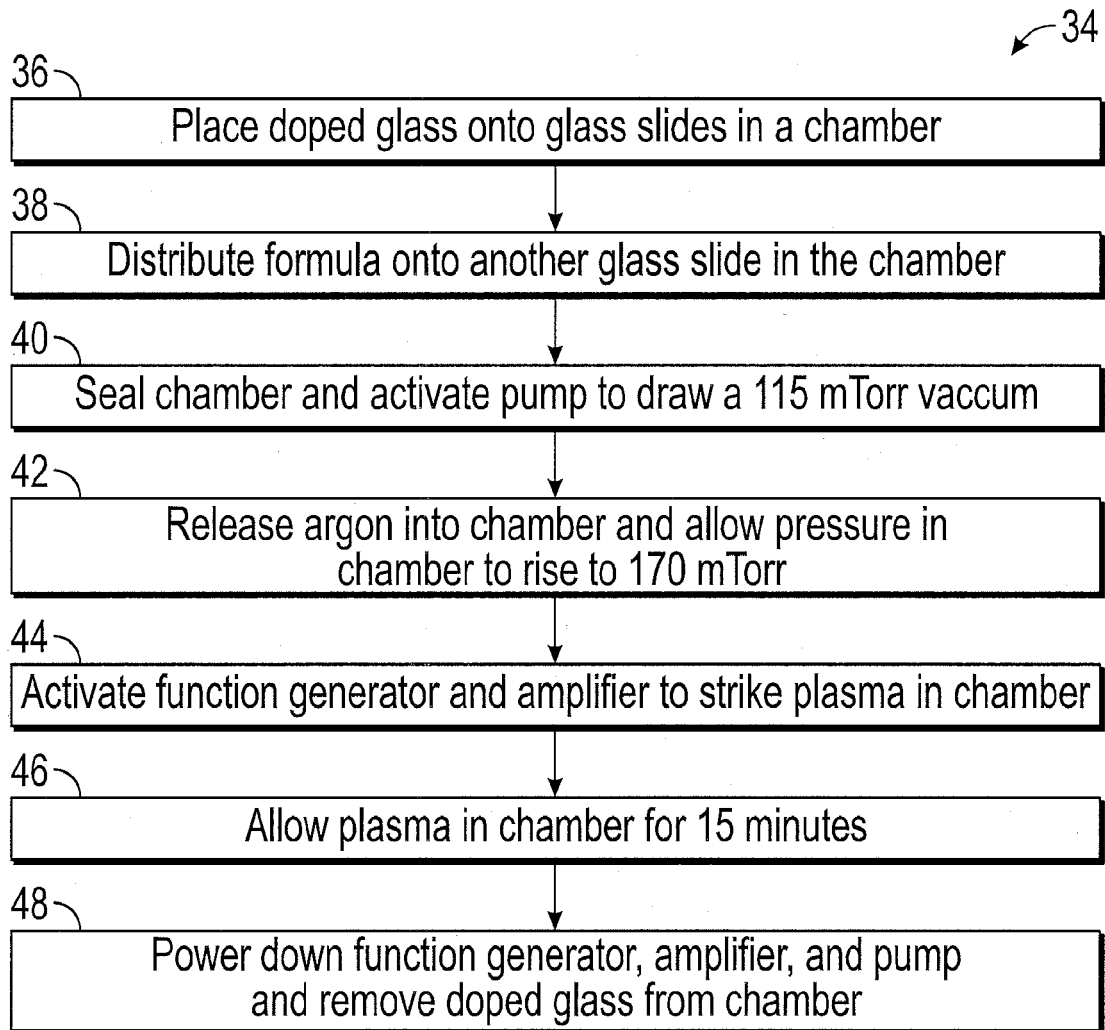 34
36
Place doped glass onto glass slides in a chamber
38
Distribute formula onto another glass slide in the chamber
40
Seal chamber and activate pump to draw a 115 mTorr vaccum
42
Release argon into chamber and allow pressure in
chamber to rise to 170 mTorr
44
Activate function generator and amplifier to strike plasma in chamber
46
Allow plasma in chamber for 15 minutes
48
Power down function generator, amplifier, and pump
and remove doped glass from chamber